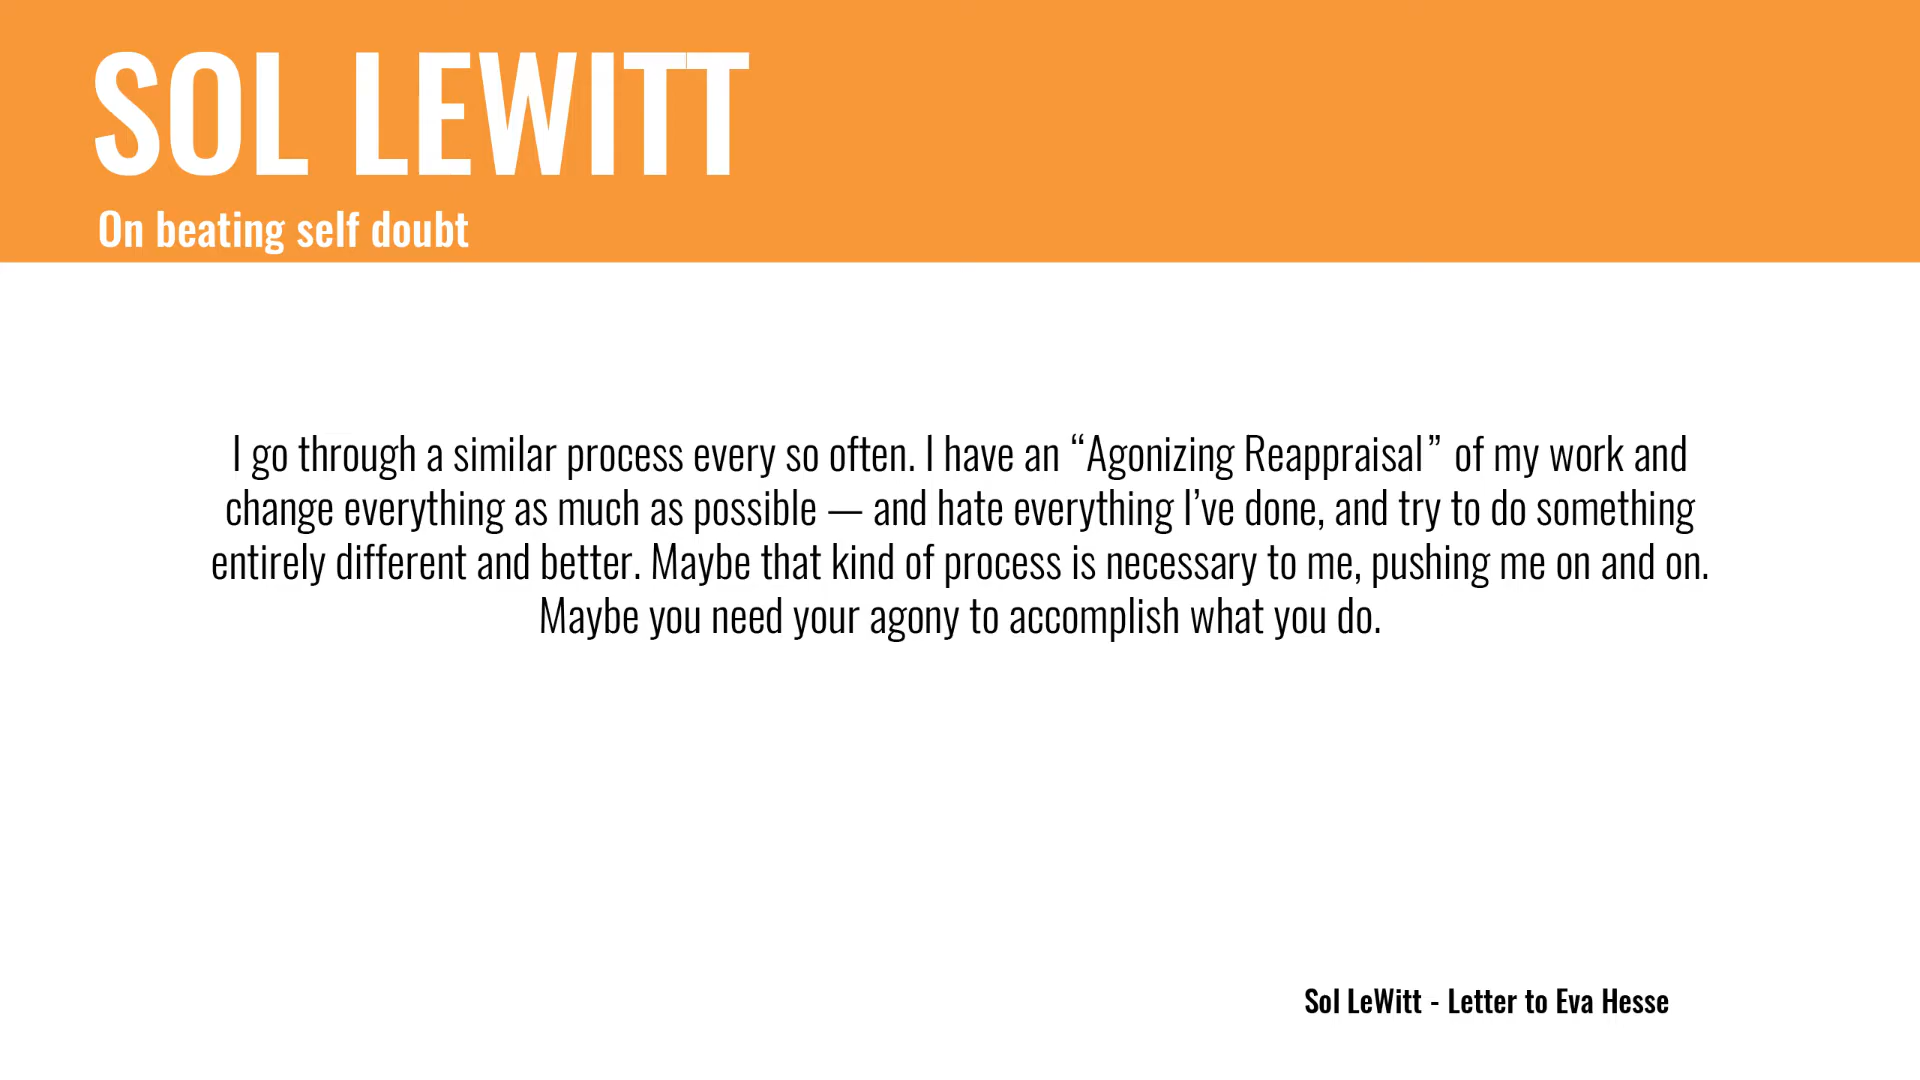 SOL LEWITT
On beating self doubt
I go through a similar process every so often. I have an “Agonizing Reappraisal” of my work and
change everything as much as possible — and hate everything I’ve done, and try to do something
entirely different and better. Maybe that kind of process is necessary to me, pushing me on and on.
Maybe you need your agony to accomplish what you do.
Sol LeWitt - Letter to Eva Hesse